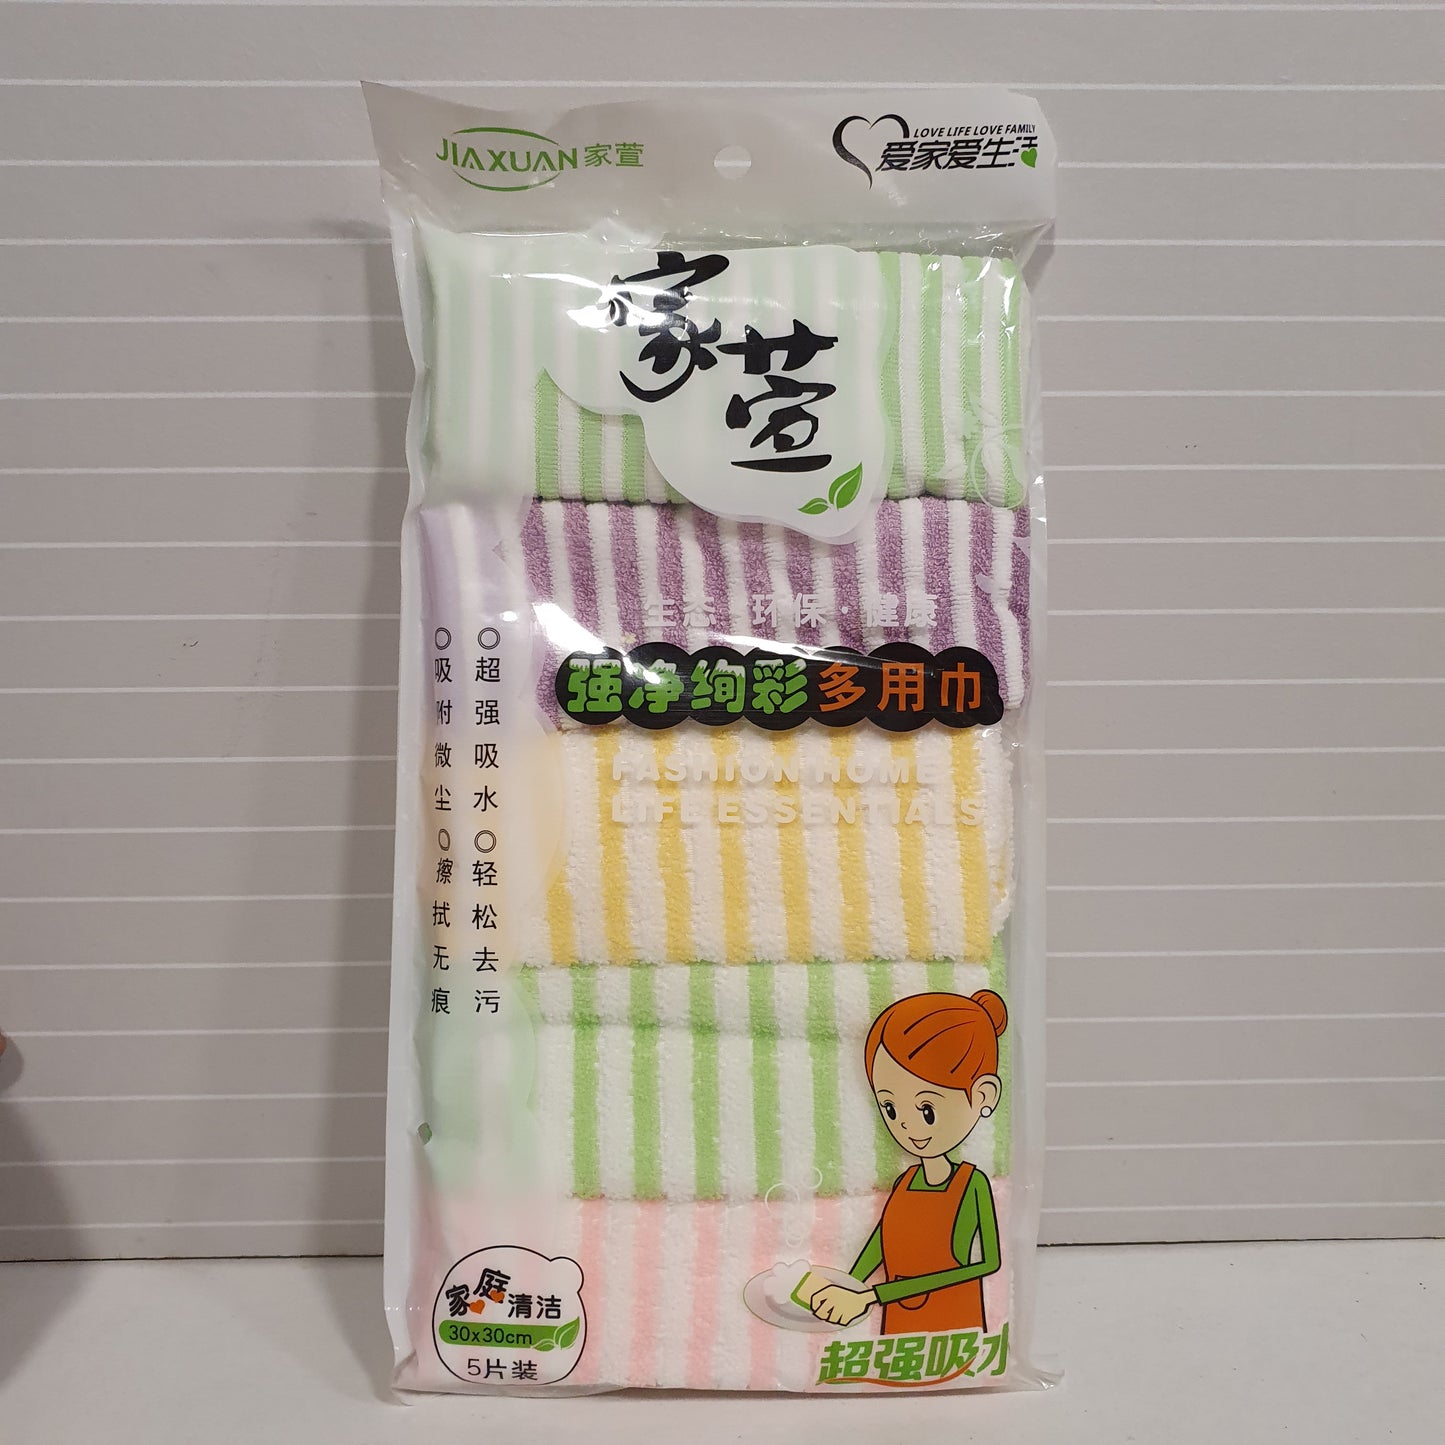 JIAXUAN 家萱
LOVE LIFE LOVE FAMILY
爱家爱生活
家萱
生态·环保·健康
强净绚彩多用巾
FASHION HOME
LIFE ESSENTIALS
◎超强吸水◎轻松去污
◎吸附微尘◎擦拭无痕
家庭清洁
30x30cm
5片装
超强吸水